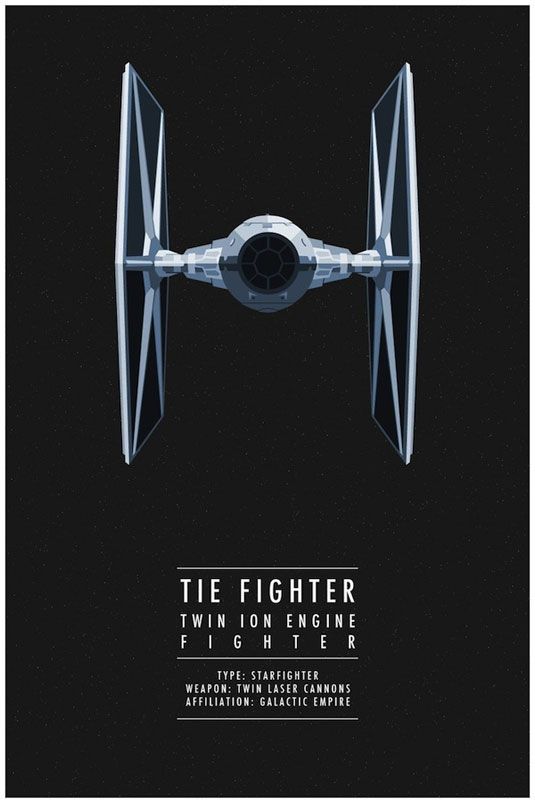 TIE FIGHTER
TWIN ION ENGINE
FIGHTER
TYPE: STARFIGHTER
WEAPON: TWIN LASER CANNONS
AFFILIATION: GALACTIC EMPIRE